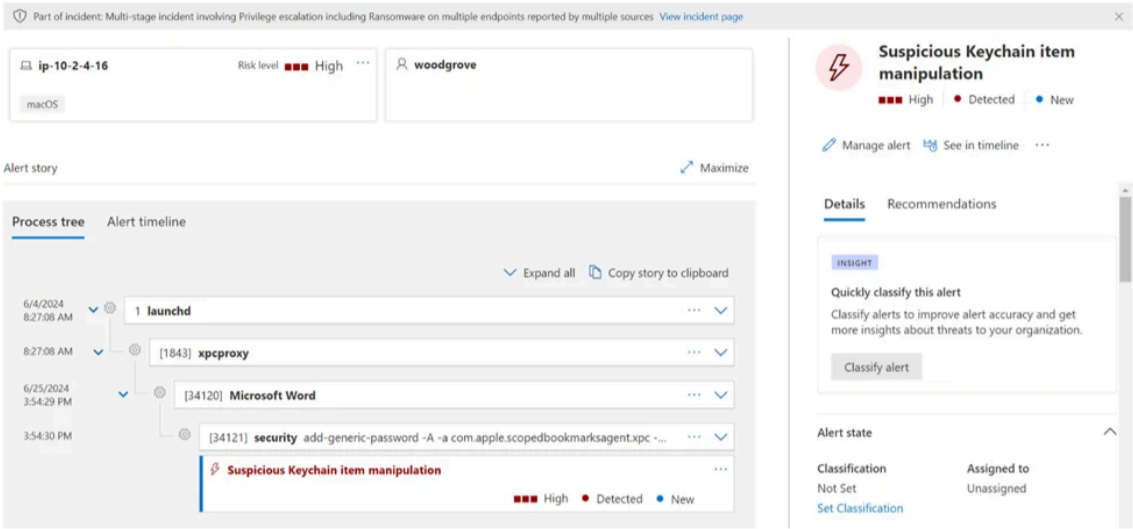 Part of incident: Multi-stage incident involving Privilege escalation including Ransomware on multiple endpoints reported by multiple sources View incident page
ip-10-2-4-16
Risk level High ...
macOS
woodgrove
Suspicious Keychain item
manipulation
High
Detected
New
Manage alert
See in timeline
...
Alert story
Maximize
Process tree
Alert timeline
Expand all
Copy story to clipboard
6/4/2024
8:27:08 AM
1 launchd
...
8:27:08 AM
[1843] xpcproxy
...
6/25/2024
3:54:29 PM
[34120] Microsoft Word
...
3:54:30 PM
[34121] security add-generic-password -A -a com.apple.scopedbookmarksagent.xpc -...
...
Suspicious Keychain item manipulation
...
High
Detected
New
Details
Recommendations
INSIGHT
Quickly classify this alert
Classify alerts to improve alert accuracy and get
more insights about threats to your organization.
Classify alert
Alert state
Classification
Assigned to
Not Set
Unassigned
Set Classification